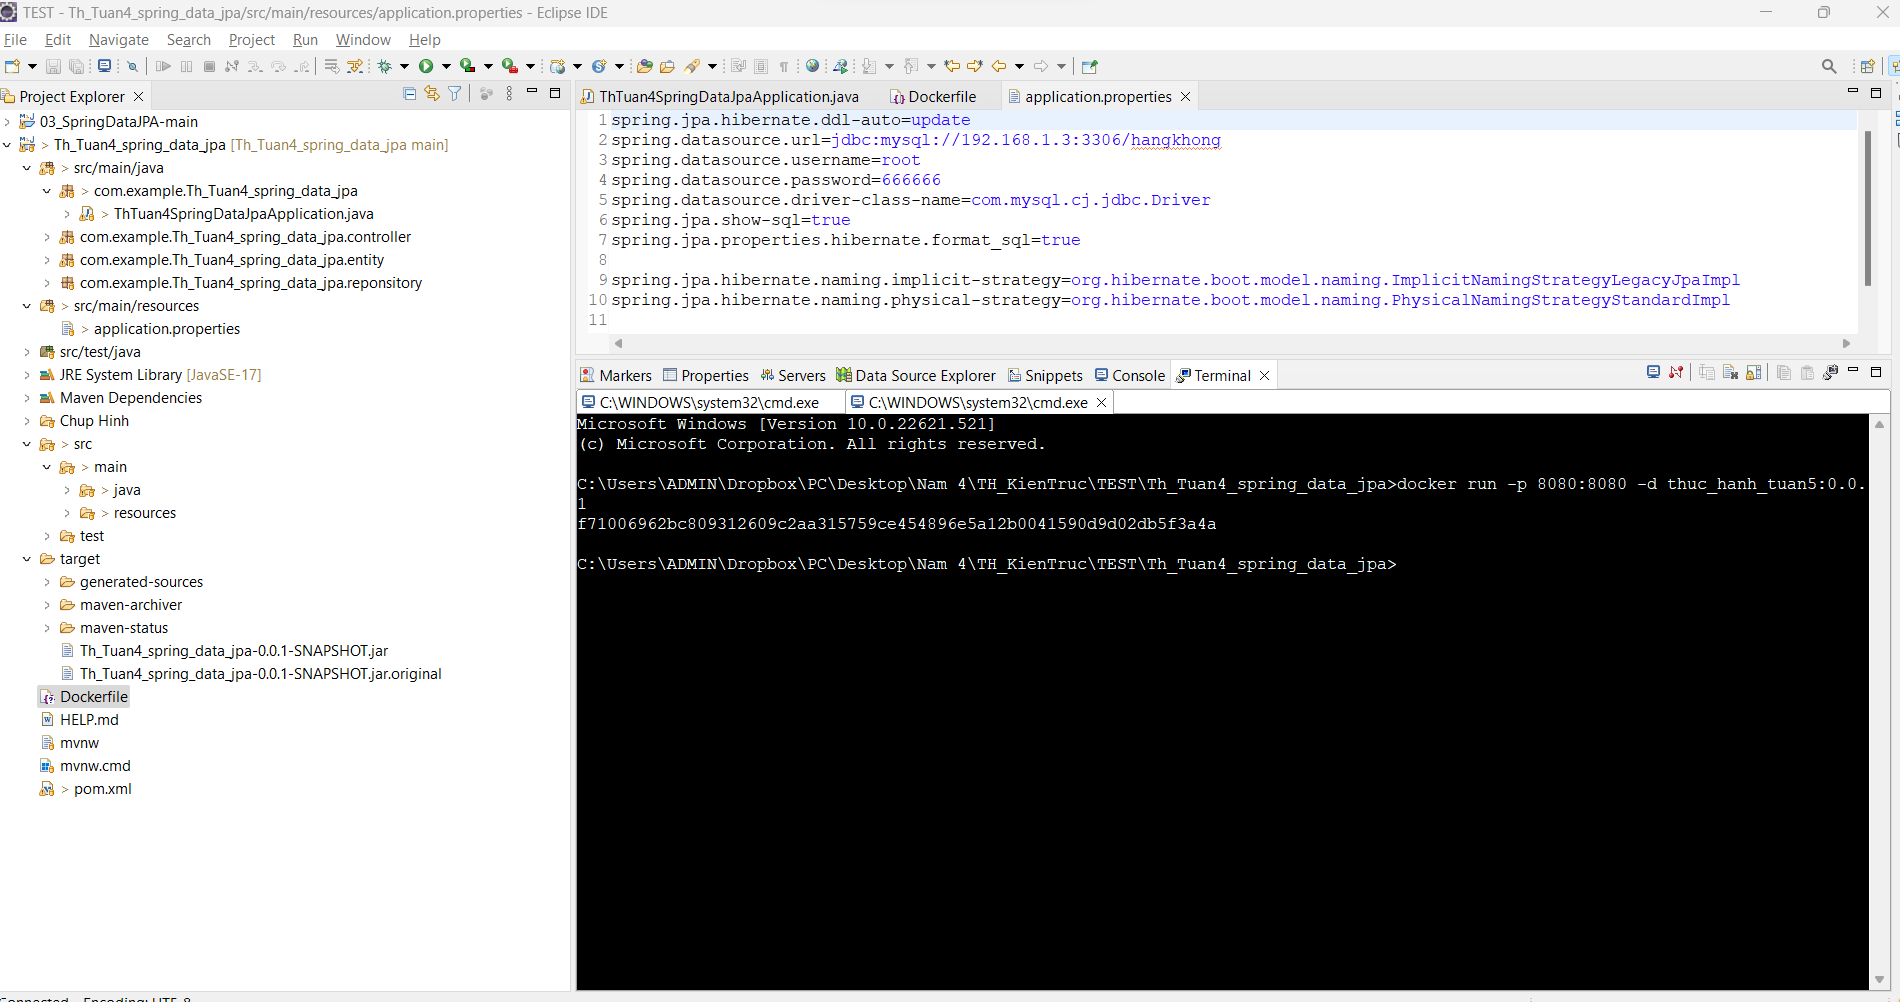 TEST - Th_Tuan4_spring_data_jpa/src/main/resources/application.properties - Eclipse IDE
File Edit Navigate Search Project Run Window Help
Project Explorer
03_SpringDataJPA-main
> Th_Tuan4_spring_data_jpa [Th_Tuan4_spring_data_jpa main]
> src/main/java
> com.example.Th_Tuan4_spring_data_jpa
> ThTuan4SpringDataJpaApplication.java
com.example.Th_Tuan4_spring_data_jpa.controller
com.example.Th_Tuan4_spring_data_jpa.entity
com.example.Th_Tuan4_spring_data_jpa.reponsitory
> src/main/resources
> application.properties
src/test/java
JRE System Library [JavaSE-17]
Maven Dependencies
Chup Hinh
> src
> main
> java
> resources
test
target
generated-sources
maven-archiver
maven-status
Th_Tuan4_spring_data_jpa-0.0.1-SNAPSHOT.jar
Th_Tuan4_spring_data_jpa-0.0.1-SNAPSHOT.jar.original
Dockerfile
HELP.md
mvnw
mvnw.cmd
> pom.xml
ThTuan4SpringDataJpaApplication.java Dockerfile application.properties
1 spring.jpa.hibernate.ddl-auto=update
2 spring.datasource.url=jdbc:mysql://192.168.1.3:3306/hangkhong
3 spring.datasource.username=root
4 spring.datasource.password=666666
5 spring.datasource.driver-class-name=com.mysql.cj.jdbc.Driver
6 spring.jpa.show-sql=true
7 spring.jpa.properties.hibernate.format_sql=true
8
9 spring.jpa.hibernate.naming.implicit-strategy=org.hibernate.boot.model.naming.ImplicitNamingStrategyLegacyJpaImpl
10 spring.jpa.hibernate.naming.physical-strategy=org.hibernate.boot.model.naming.PhysicalNamingStrategyStandardImpl
11
Markers Properties Servers Data Source Explorer Snippets Console Terminal
C:\WINDOWS\system32\cmd.exe C:\WINDOWS\system32\cmd.exe
Microsoft Windows [Version 10.0.22621.521]
(c) Microsoft Corporation. All rights reserved.
C:\Users\ADMIN\Dropbox\PC\Desktop\Nam 4\TH_KienTruc\TEST\Th_Tuan4_spring_data_jpa>docker run -p 8080:8080 -d thuc_hanh_tuan5:0.0.
1
f71006962bc809312609c2aa315759ce454896e5a12b0041590d9d02db5f3a4a
C:\Users\ADMIN\Dropbox\PC\Desktop\Nam 4\TH_KienTruc\TEST\Th_Tuan4_spring_data_jpa>
Connected - Encoding: UTF-8